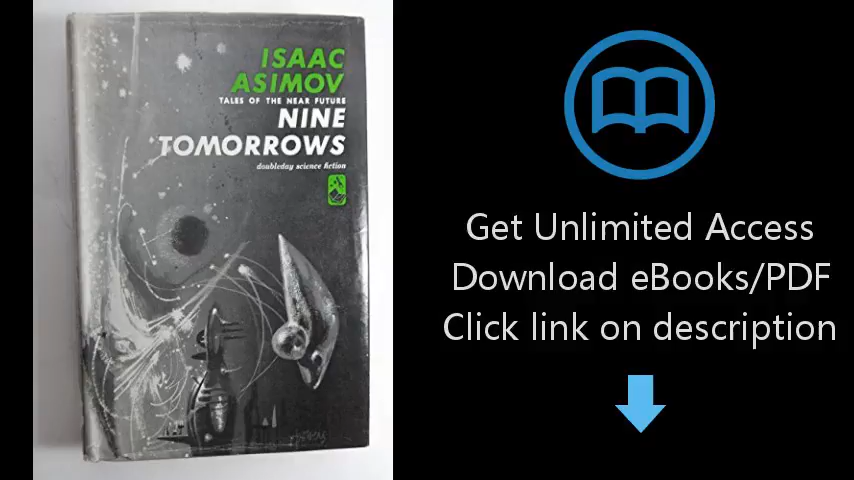 ISAAC
ASIMOV
TALES OF THE NEAR FUTURE
NINE
TOMORROWS
doubleday science fiction
Get Unlimited Access
Download eBooks/PDF
Click link on description